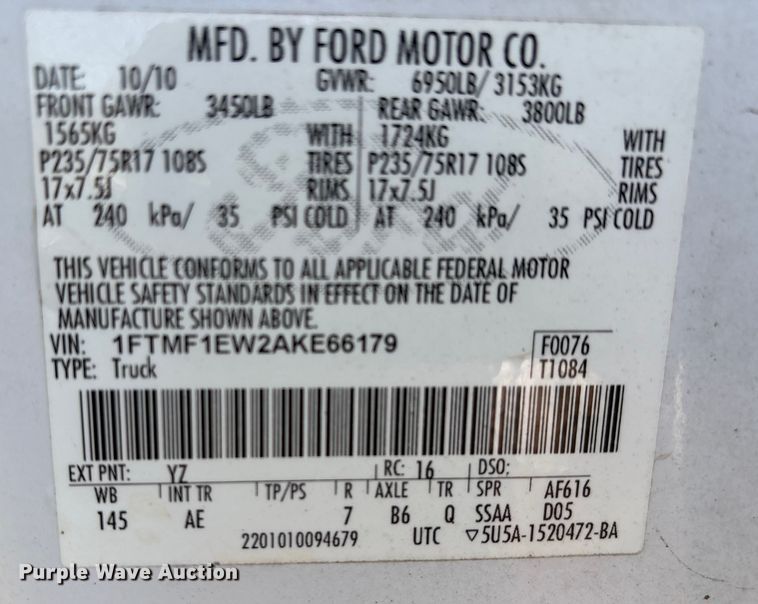 MFD. BY FORD MOTOR CO.
DATE: 10/10 GVWR: 6950LB/ 3153KG
FRONT GAWR: 3450LB REAR GAWR: 3800LB
1565KG WITH 1724KG WITH
P235/75R17 108S TIRES P235/75R17 108S TIRES
17x7.5J RIMS 17x7.5J RIMS
AT 240 kPa/ 35 PSI COLD AT 240 kPa/ 35 PSI COLD
THIS VEHICLE CONFORMS TO ALL APPLICABLE FEDERAL MOTOR
VEHICLE SAFETY STANDARDS IN EFFECT ON THE DATE OF
MANUFACTURE SHOWN ABOVE.
VIN: 1FTMF1EW2AKE66179 F0076
TYPE: Truck T1084
EXT PNT: YZ RC: 16 DSO:
WB INT TR TP/PS R AXLE TR SPR AF616
145 AE 7 B6 Q SSAA D05
2201010094679 UTC ▽5U5A-1520472-BA
Purple Wave Auction